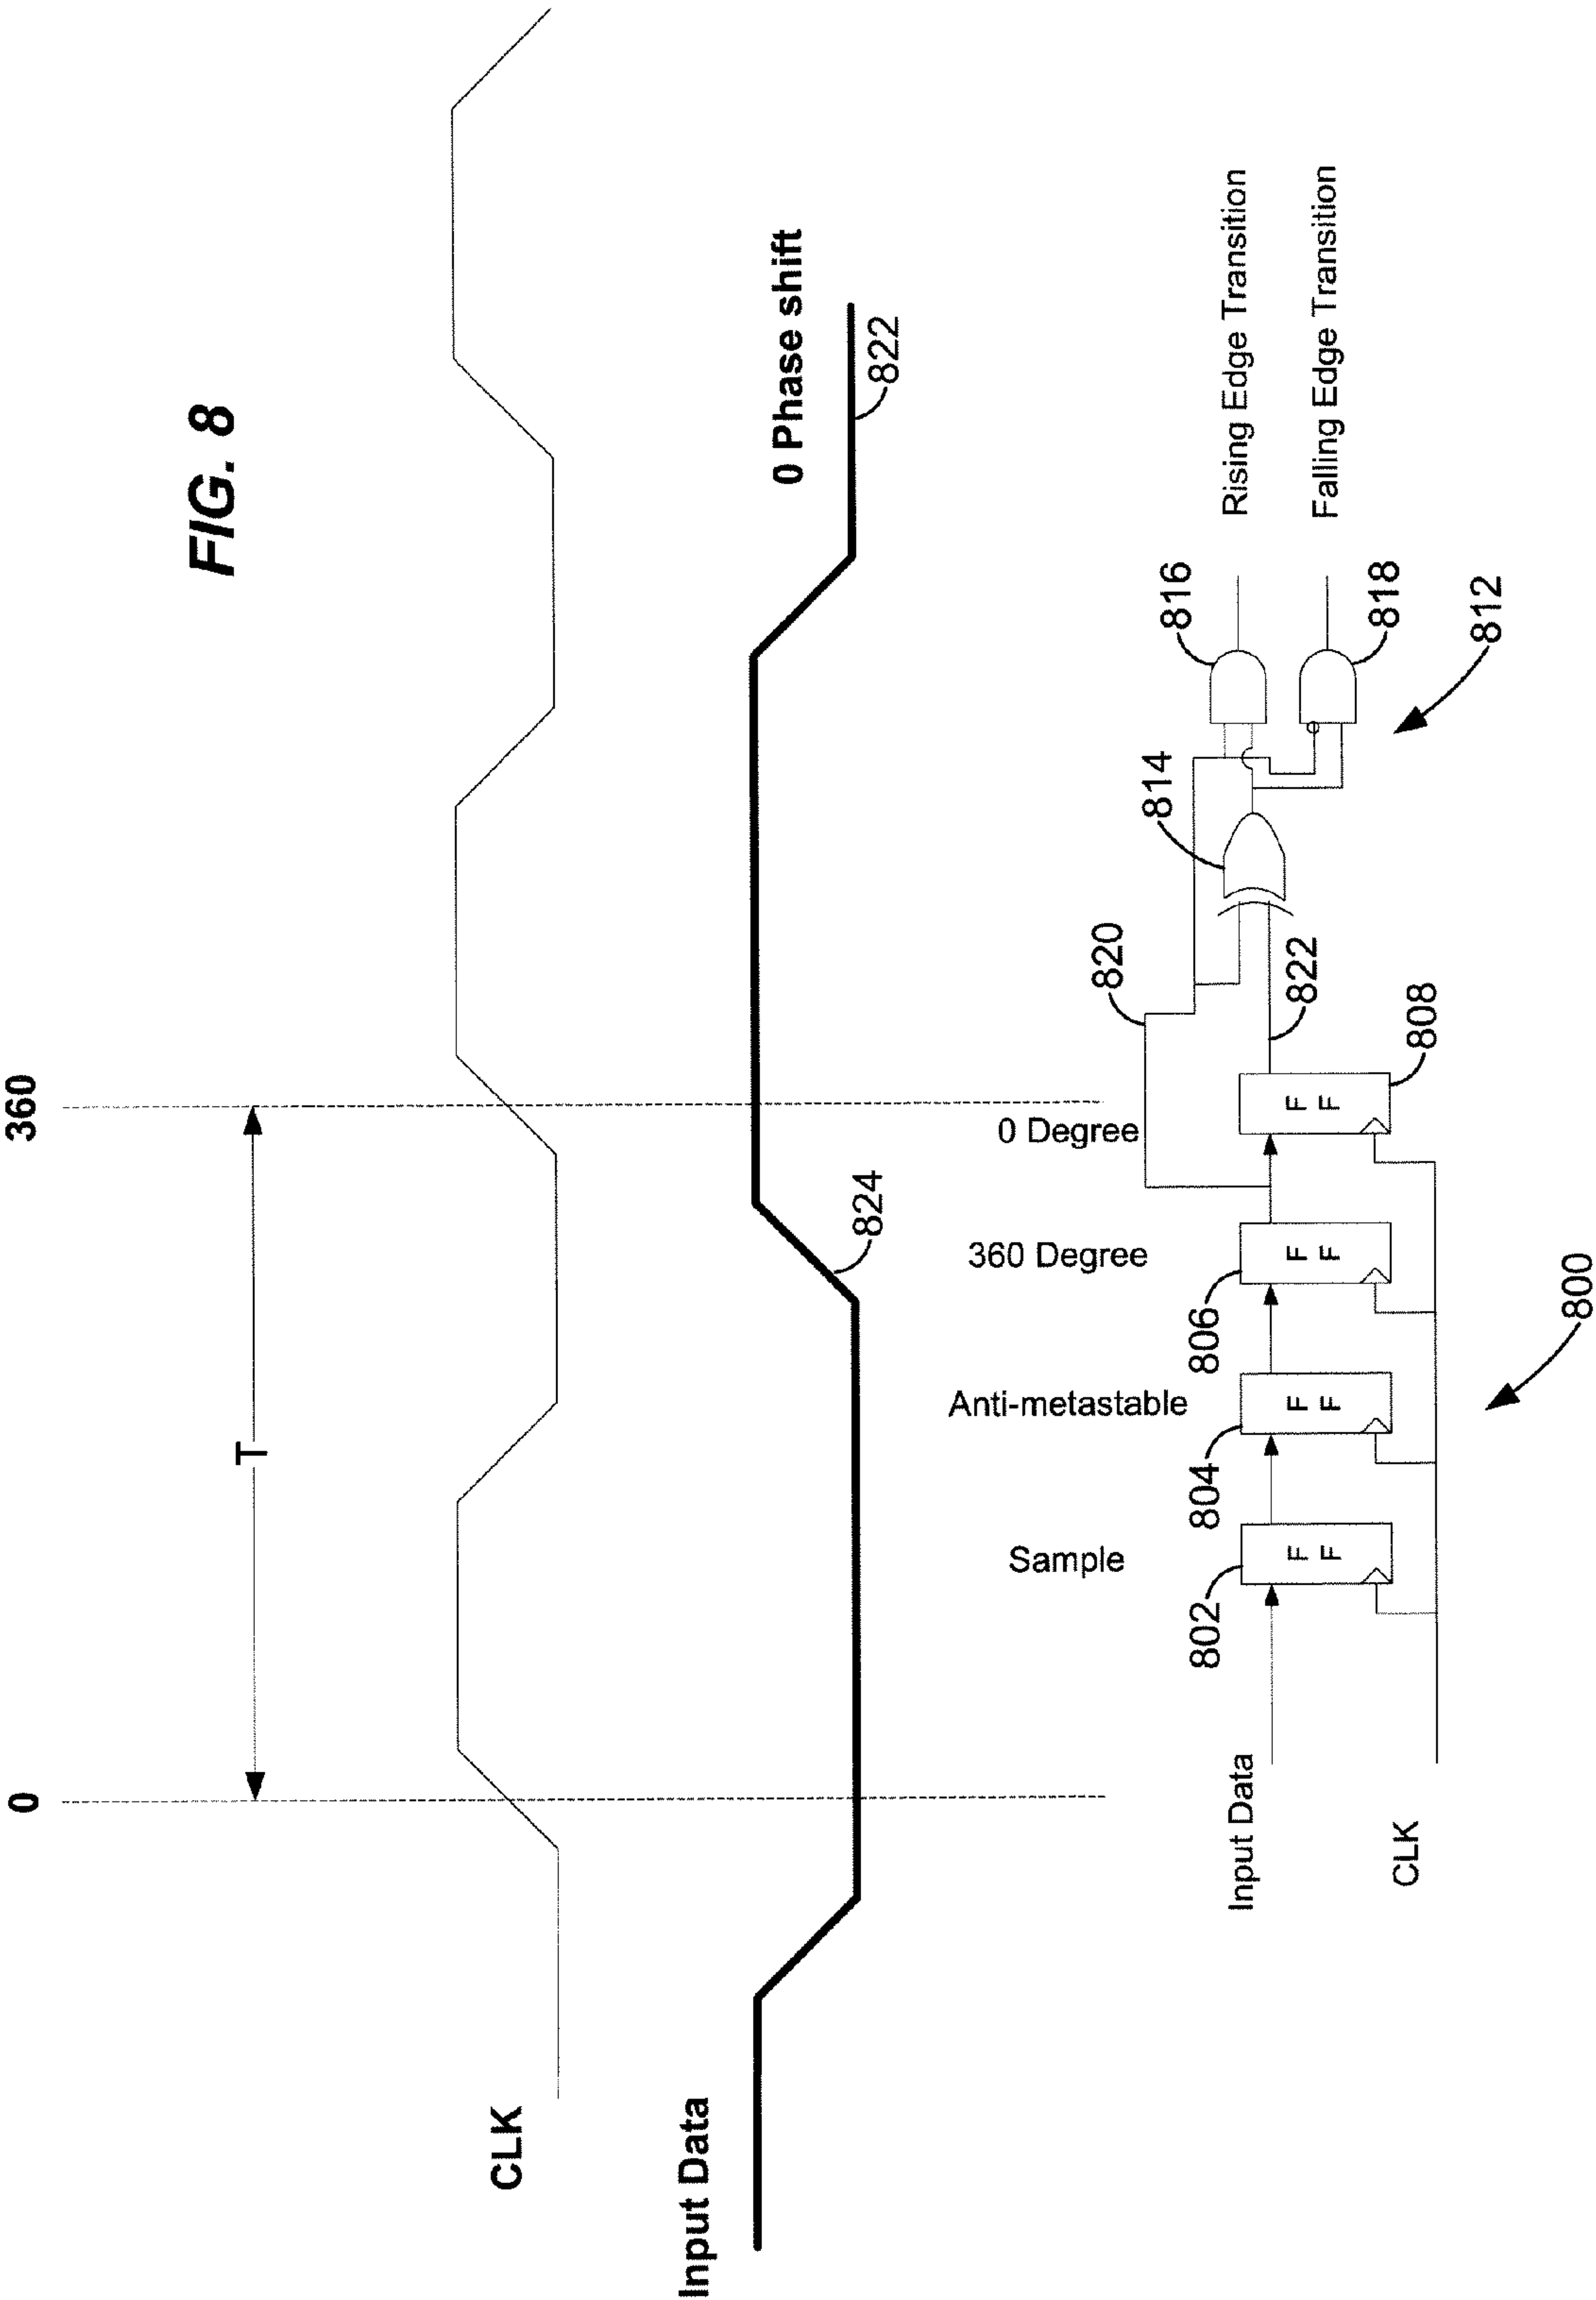 FIG. 8
0
360
T
CLK
Input Data
0 Phase shift
822
824
Sample
Anti-metastable
360 Degree
0 Degree
820
814
816
Rising Edge Transition
802
804
806
FF
FF
FF
FF
822
Input Data
818
Falling Edge Transition
808
CLK
812
800